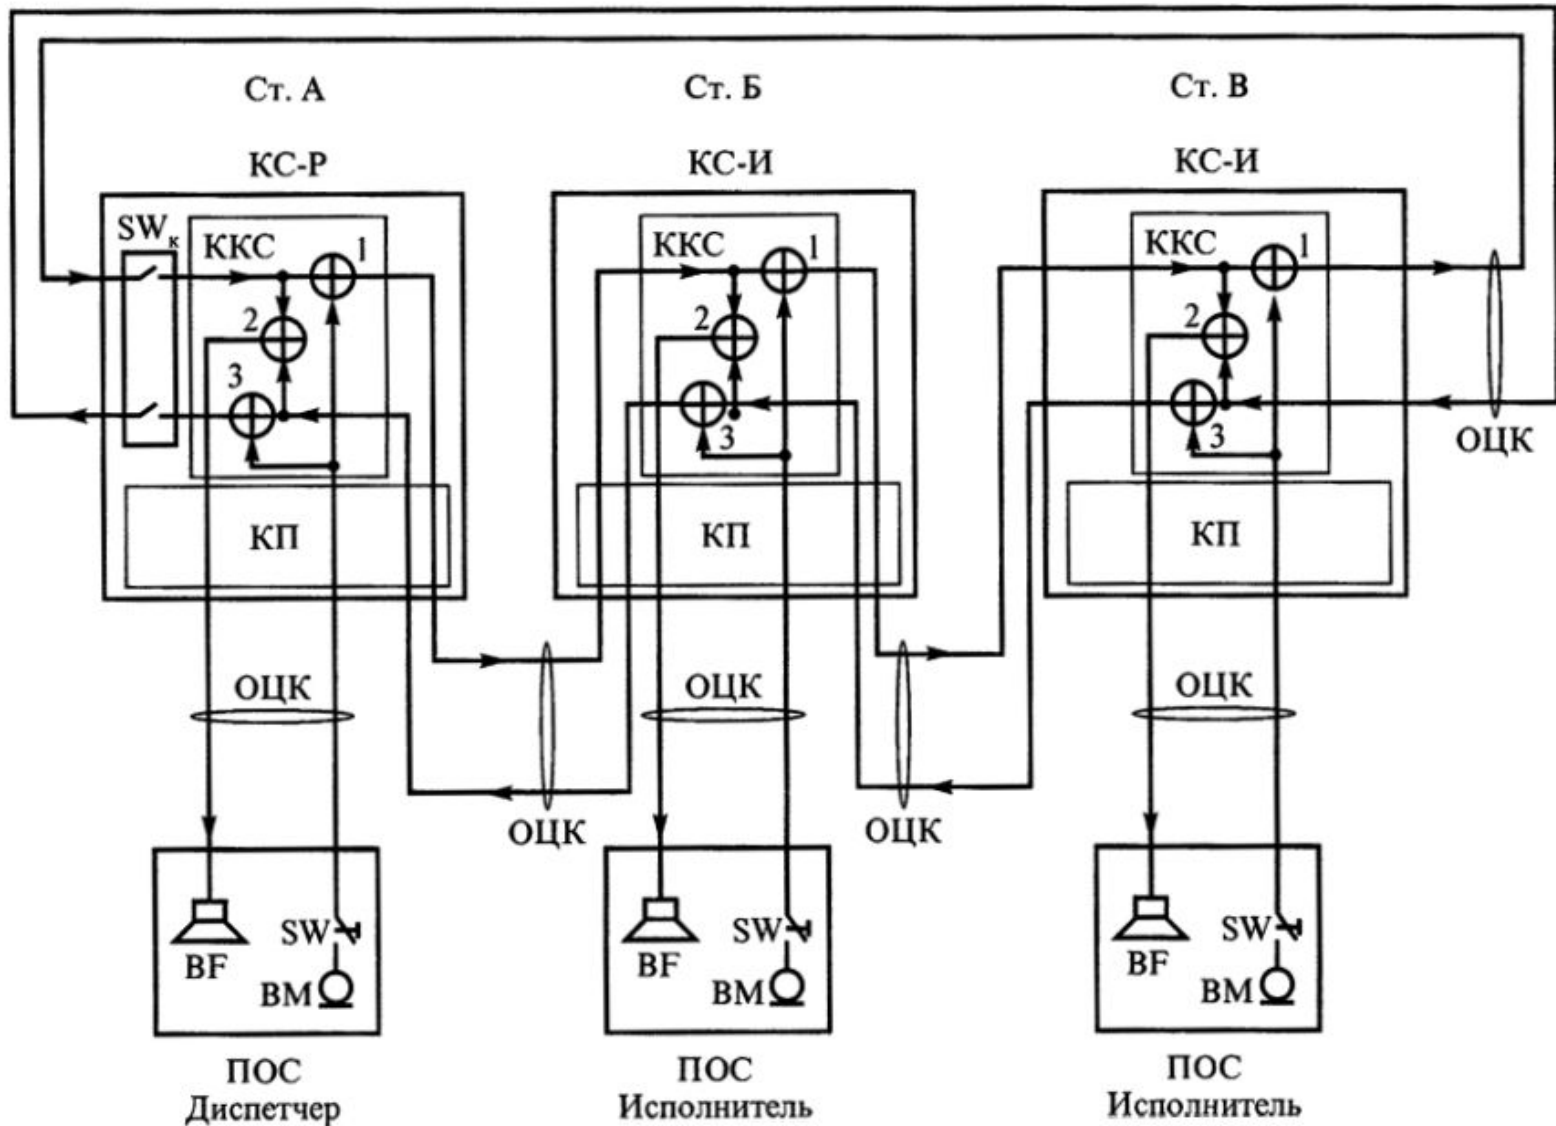 Ст. А Ст. Б Ст. В
КС-Р КС-И КС-И
SWк ККС 1 ККС 1 ККС 1
2 2 2
3 3 3
ОЦК
КП КП КП
ОЦК ОЦК ОЦК
ОЦК ОЦК
SW SW SW
BF BF BF
BM BM BM
ПОС ПОС ПОС
Диспетчер Исполнитель Исполнитель